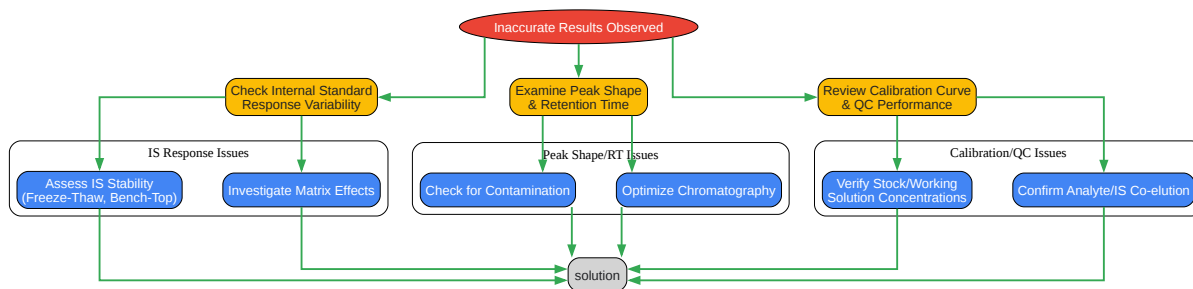 Inaccurate Results Observed
Check Internal Standard
Response Variability
Examine Peak Shape
& Retention Time
Review Calibration Curve
& QC Performance
IS Response Issues
Peak Shape/RT Issues
Calibration/QC Issues
Assess IS Stability
(Freeze-Thaw, Bench-Top)
Investigate Matrix Effects
Check for Contamination
Optimize Chromatography
Verify Stock/Working
Solution Concentrations
Confirm Analyte/IS Co-elution
solution